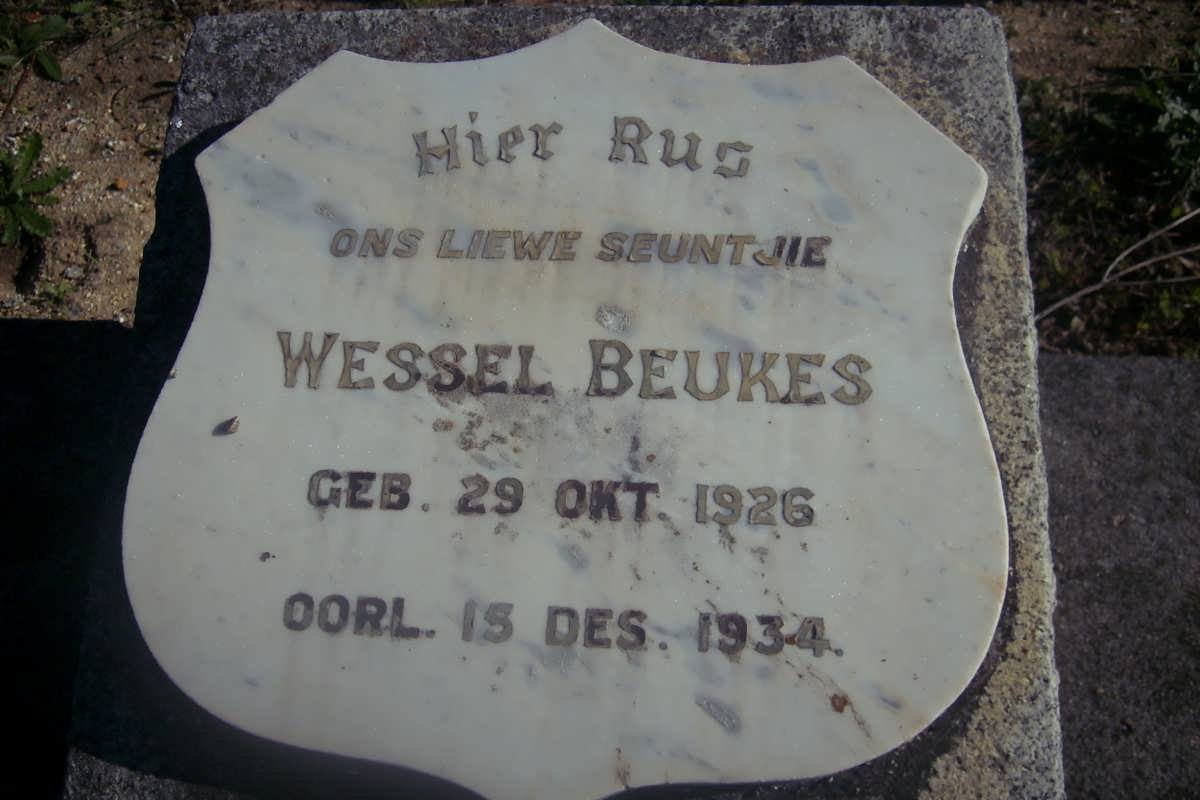 Hier Rus
ONS LIEWE SEUNTJIE
WESSEL BEUKES
GEB. 29 OKT. 1926
OORL. 15 DES. 1934.